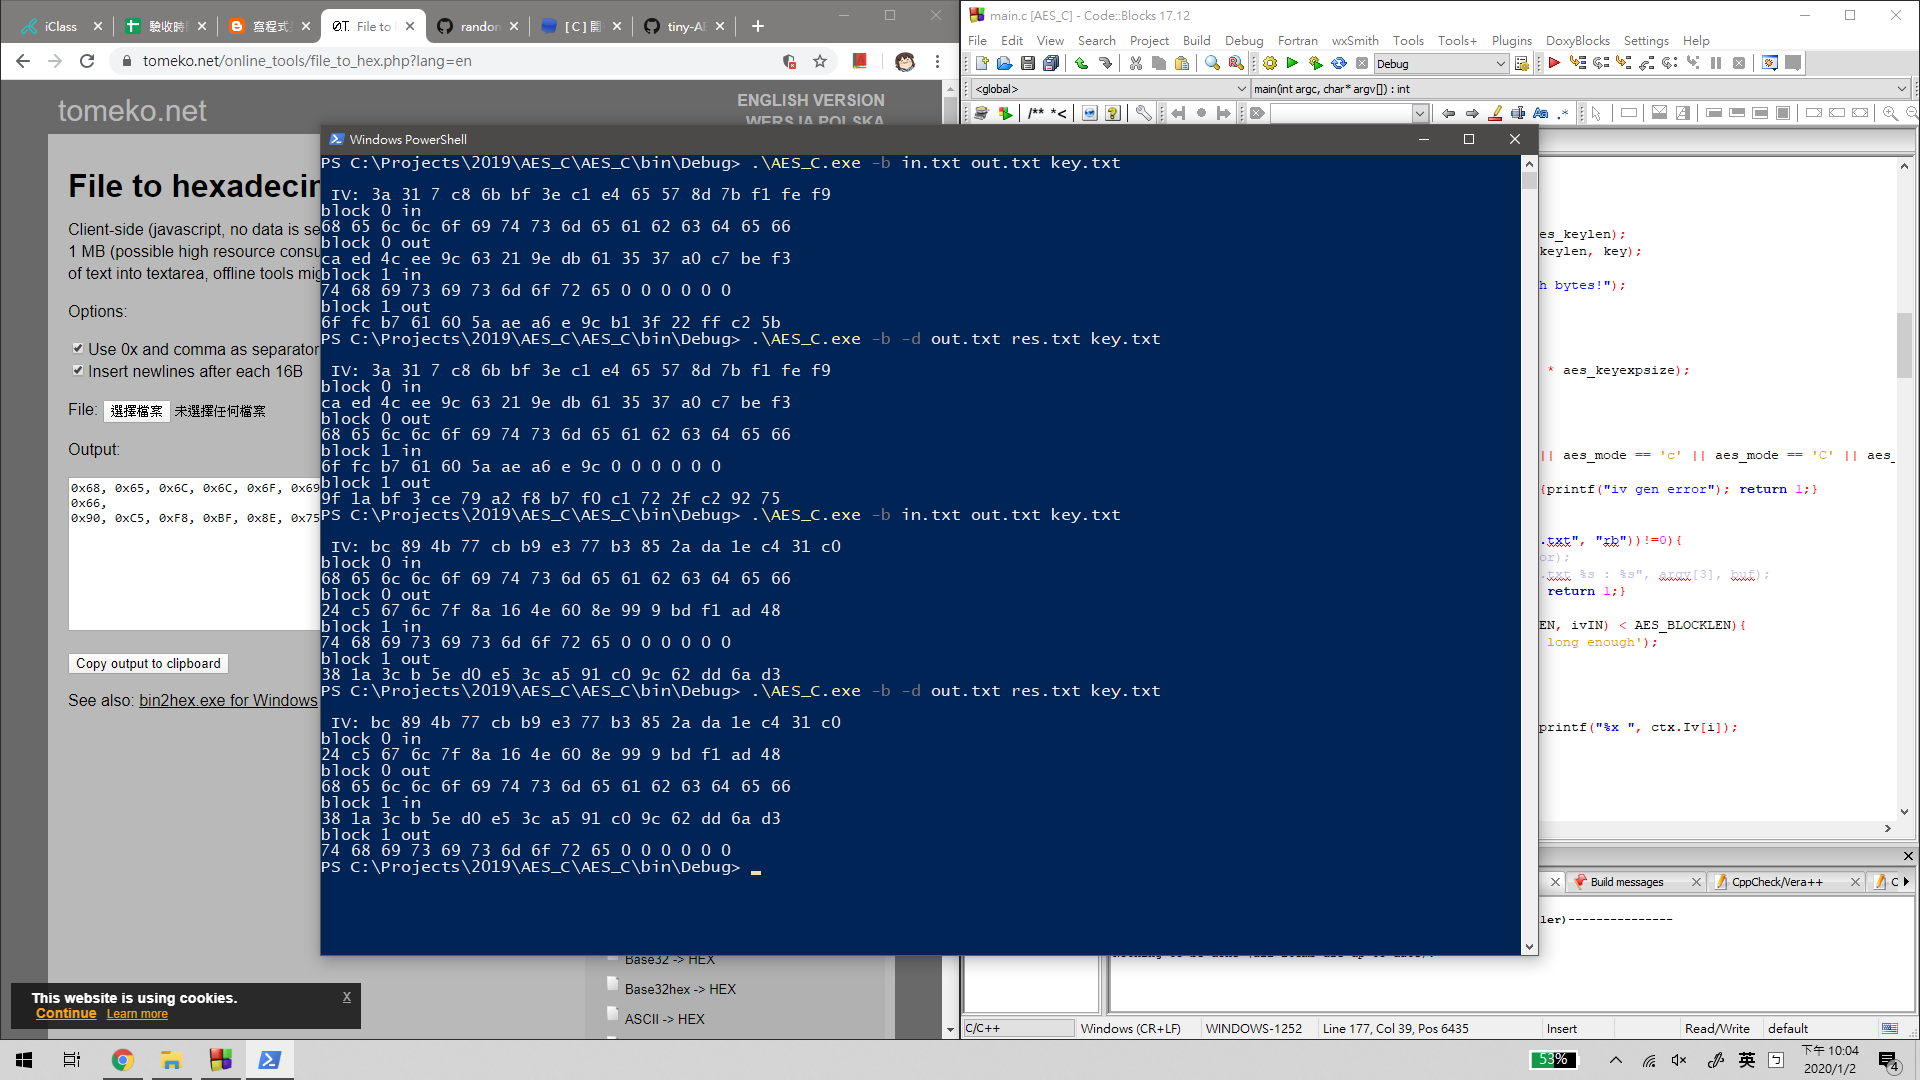 iClass
驗收時
寫程式
File to
random
[ C ] 開
tiny-AE
tomeko.net/online_tools/file_to_hex.php?lang=en
tomeko.net
ENGLISH VERSION
WERSJA POLSKA
File to hexadecim
Client-side (javascript, no data is se
1 MB (possible high resource consu
of text into textarea, offline tools mig
Options:
Use 0x and comma as separator
Insert newlines after each 16B
File: 選擇檔案 未選擇任何檔案
Output:
0x68, 0x65, 0x6C, 0x6C, 0x6F, 0x69
0x66,
0x90, 0xC5, 0xF8, 0xBF, 0x8E, 0x75
Copy output to clipboard
See also: bin2hex.exe for Windows
Base32 -> HEX
Base32hex -> HEX
ASCII -> HEX
This website is using cookies.
X
Continue Learn more
Windows PowerShell
PS C:\Projects\2019\AES_C\AES_C\bin\Debug> .\AES_C.exe -b in.txt out.txt key.txt
IV: 3a 31 7 c8 6b bf 3e c1 e4 65 57 8d 7b f1 fe f9
block 0 in
68 65 6c 6c 6f 69 74 73 6d 65 61 62 63 64 65 66
block 0 out
ca ed 4c ee 9c 63 21 9e db 61 35 37 a0 c7 be f3
block 1 in
74 68 69 73 69 73 6d 6f 72 65 0 0 0 0 0 0
block 1 out
6f fc b7 61 60 5a ae a6 e 9c b1 3f 22 ff c2 5b
PS C:\Projects\2019\AES_C\AES_C\bin\Debug> .\AES_C.exe -b -d out.txt res.txt key.txt
IV: 3a 31 7 c8 6b bf 3e c1 e4 65 57 8d 7b f1 fe f9
block 0 in
ca ed 4c ee 9c 63 21 9e db 61 35 37 a0 c7 be f3
block 0 out
68 65 6c 6c 6f 69 74 73 6d 65 61 62 63 64 65 66
block 1 in
6f fc b7 61 60 5a ae a6 e 9c 0 0 0 0 0 0
block 1 out
9f 1a bf 3 ce 79 a2 f8 b7 f0 c1 72 2f c2 92 75
PS C:\Projects\2019\AES_C\AES_C\bin\Debug> .\AES_C.exe -b in.txt out.txt key.txt
IV: bc 89 4b 77 cb b9 e3 77 b3 85 2a da 1e c4 31 c0
block 0 in
68 65 6c 6c 6f 69 74 73 6d 65 61 62 63 64 65 66
block 0 out
24 c5 67 6c 7f 8a 16 4e 60 8e 99 9 bd f1 ad 48
block 1 in
74 68 69 73 69 73 6d 6f 72 65 0 0 0 0 0 0
block 1 out
38 1a 3c b 5e d0 e5 3c a5 91 c0 9c 62 dd 6a d3
PS C:\Projects\2019\AES_C\AES_C\bin\Debug> .\AES_C.exe -b -d out.txt res.txt key.txt
IV: bc 89 4b 77 cb b9 e3 77 b3 85 2a da 1e c4 31 c0
block 0 in
24 c5 67 6c 7f 8a 16 4e 60 8e 99 9 bd f1 ad 48
block 0 out
68 65 6c 6c 6f 69 74 73 6d 65 61 62 63 64 65 66
block 1 in
38 1a 3c b 5e d0 e5 3c a5 91 c0 9c 62 dd 6a d3
block 1 out
74 68 69 73 69 73 6d 6f 72 65 0 0 0 0 0 0
PS C:\Projects\2019\AES_C\AES_C\bin\Debug>
main.c [AES_C] - Code::Blocks 17.12
File Edit View Search Project Build Debug Fortran wxSmith Tools Tools+ Plugins DoxyBlocks Settings Help
Debug
<global>
main(int argc, char* argv[]) : int
/** *<
es_keylen);
keylen, key);
h bytes!");
* aes_keyexpsize);
|| aes_mode == 'c' || aes_mode == 'C' || aes_
{printf("iv gen error"); return 1;}
.txt", "rb"))!=0){
or);
.txt %s : %s", argv[3], buf);
return 1;}
EN, ivIN) < AES_BLOCKLEN){
long enough');
printf("%x ", ctx.Iv[i]);
Build messages
CppCheck/Vera++
C
ler)---------------
C/C++
Windows (CR+LF)
WINDOWS-1252
Line 177, Col 39, Pos 6435
Insert
Read/Write
default
53%
英
下午 10:04
2020/1/2
4